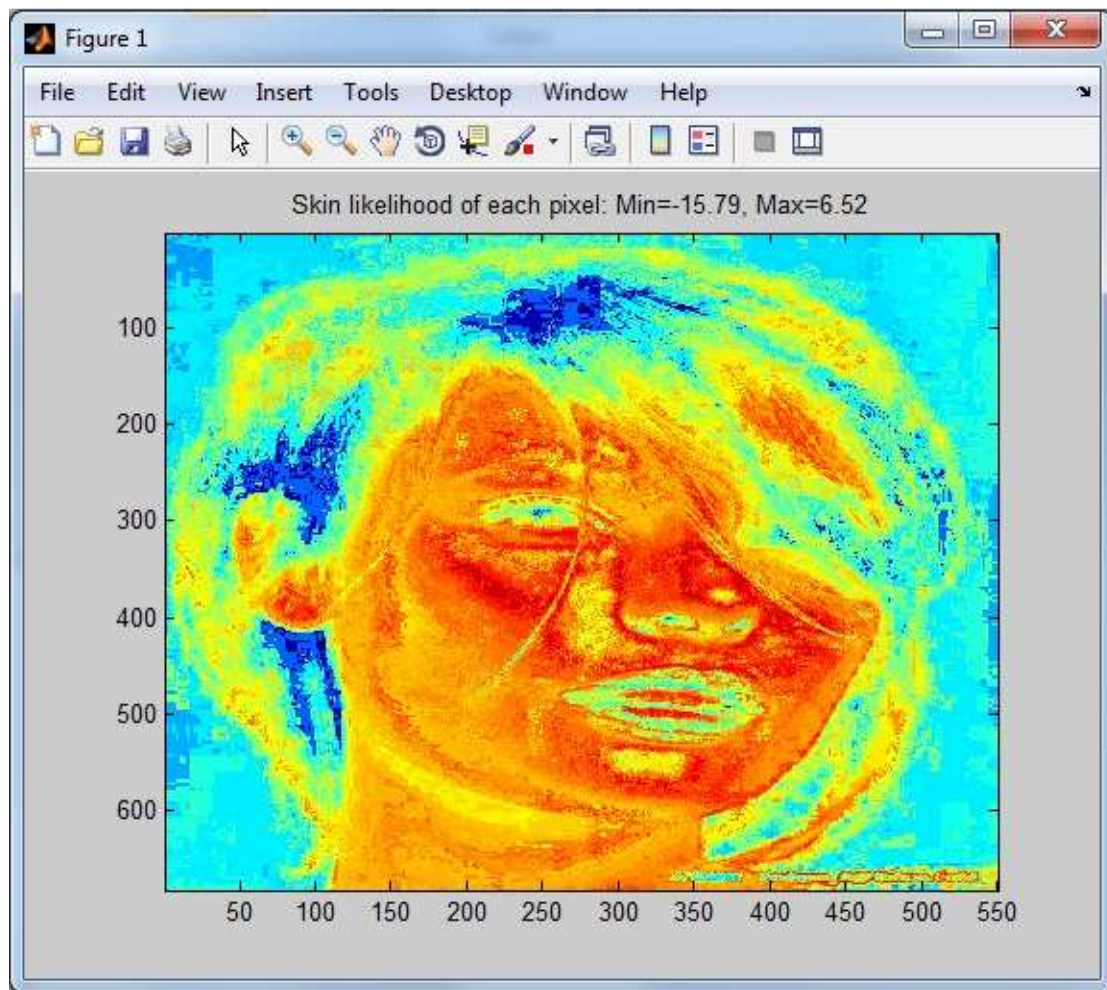 Figure 1
File Edit View Insert Tools Desktop Window Help
Skin likelihood of each pixel: Min=-15.79, Max=6.52
100
200
300
400
500
600
50 100 150 200 250 300 350 400 450 500 550